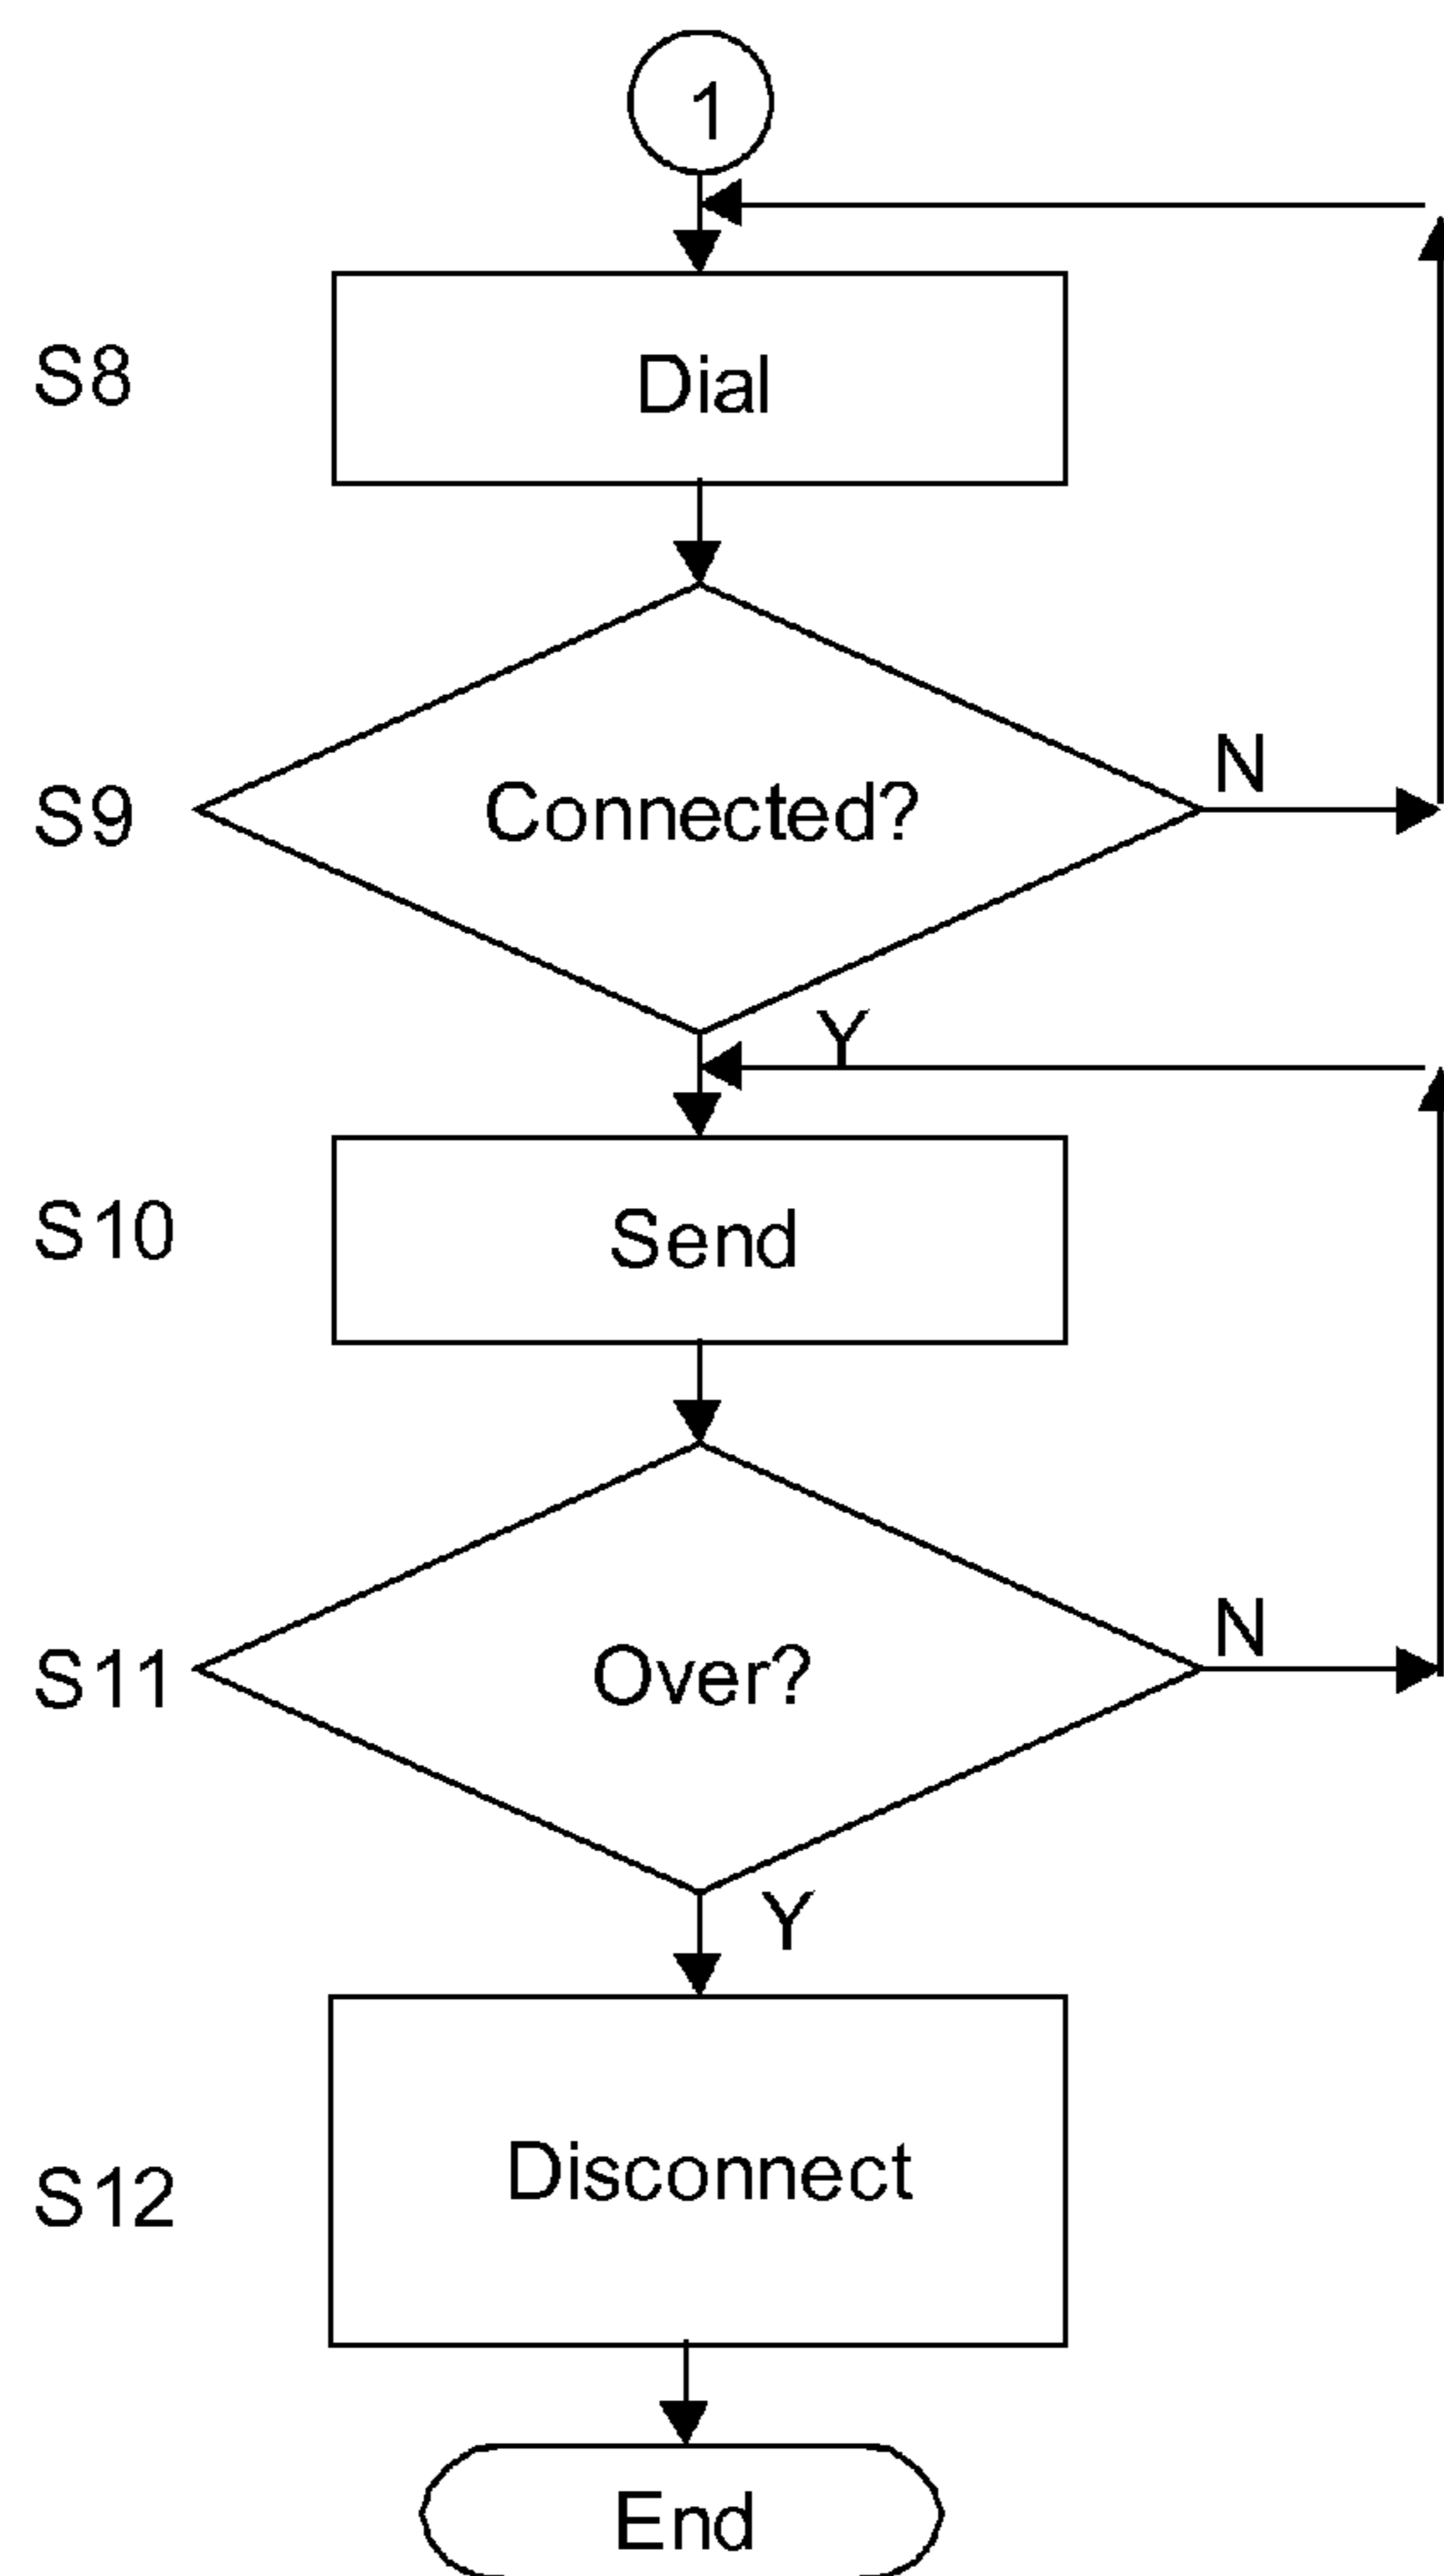 1
S8
Dial
S9
Connected?
N
Y
S10
Send
S11
Over?
N
Y
S12
Disconnect
End